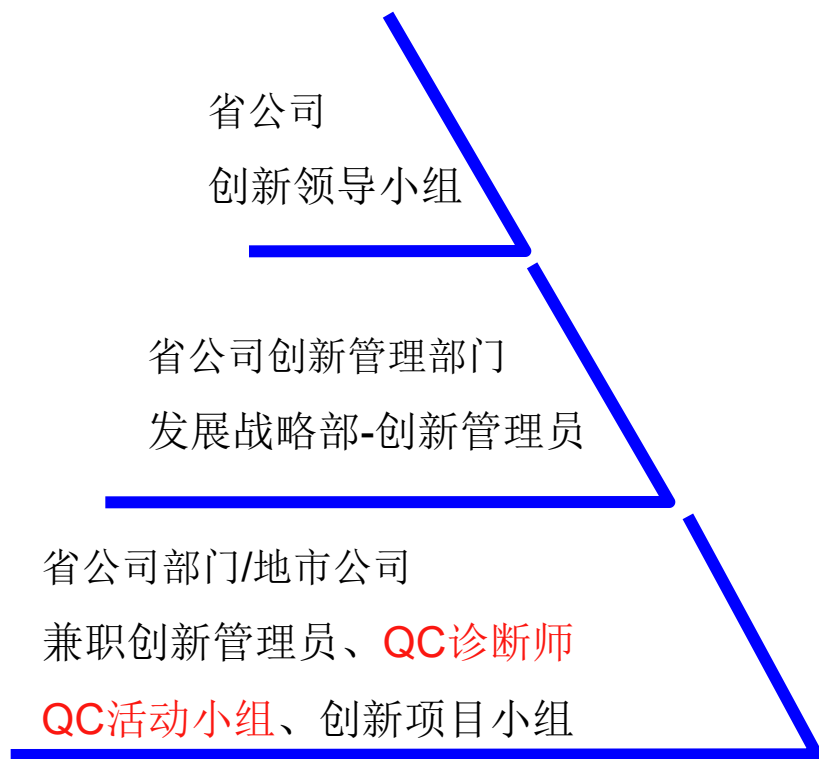 省公司
创新领导小组
省公司创新管理部门
发展战略部-创新管理员
省公司部门/地市公司
兼职创新管理员、QC诊断师
QC活动小组、创新项目小组